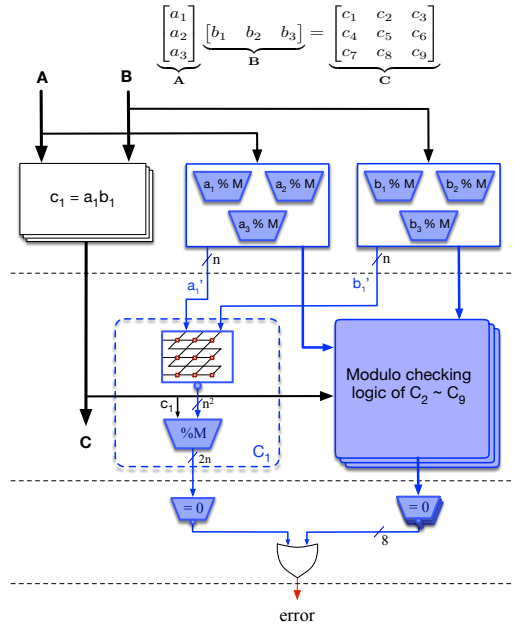 [a₁ a₂ a₃] [b₁ b₂ b₃] = [c₁ c₂ c₃ c₄ c₅ c₆ c₇ c₈ c₉]
A B C
A B
c₁ = a₁b₁
a₁ % M a₂ % M
a₃ % M
b₁ % M b₂ % M
b₃ % M
n n
a₁' b₁'
Modulo checking
logic of C₂ ~ C₉
c₁ n²
C
%M
C₁
2n
= 0 = 0
8
error